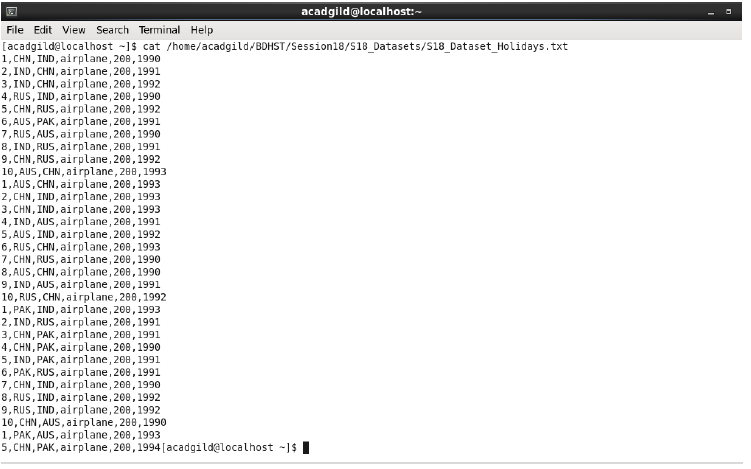 acadgild@localhost:~
File Edit View Search Terminal Help
[acadgild@localhost ~]$ cat /home/acadgild/BDHST/Session18/S18_Datasets/S18_Dataset_Holidays.txt
1,CHN,IND,airplane,200,1990
2,IND,CHN,airplane,200,1991
3,IND,CHN,airplane,200,1992
4,RUS,IND,airplane,200,1990
5,CHN,RUS,airplane,200,1992
6,AUS,PAK,airplane,200,1991
7,RUS,AUS,airplane,200,1990
8,IND,RUS,airplane,200,1991
9,CHN,RUS,airplane,200,1992
10,AUS,CHN,airplane,200,1993
1,AUS,CHN,airplane,200,1993
2,CHN,IND,airplane,200,1993
3,CHN,IND,airplane,200,1993
4,IND,AUS,airplane,200,1991
5,AUS,IND,airplane,200,1992
6,RUS,CHN,airplane,200,1993
7,CHN,RUS,airplane,200,1990
8,AUS,CHN,airplane,200,1990
9,IND,AUS,airplane,200,1991
10,RUS,CHN,airplane,200,1992
1,PAK,IND,airplane,200,1993
2,IND,RUS,airplane,200,1991
3,CHN,PAK,airplane,200,1991
4,CHN,PAK,airplane,200,1990
5,IND,PAK,airplane,200,1991
6,PAK,RUS,airplane,200,1991
7,CHN,IND,airplane,200,1990
8,RUS,IND,airplane,200,1992
9,RUS,IND,airplane,200,1992
10,CHN,AUS,airplane,200,1990
1,PAK,AUS,airplane,200,1993
5,CHN,PAK,airplane,200,1994[acadgild@localhost ~]$